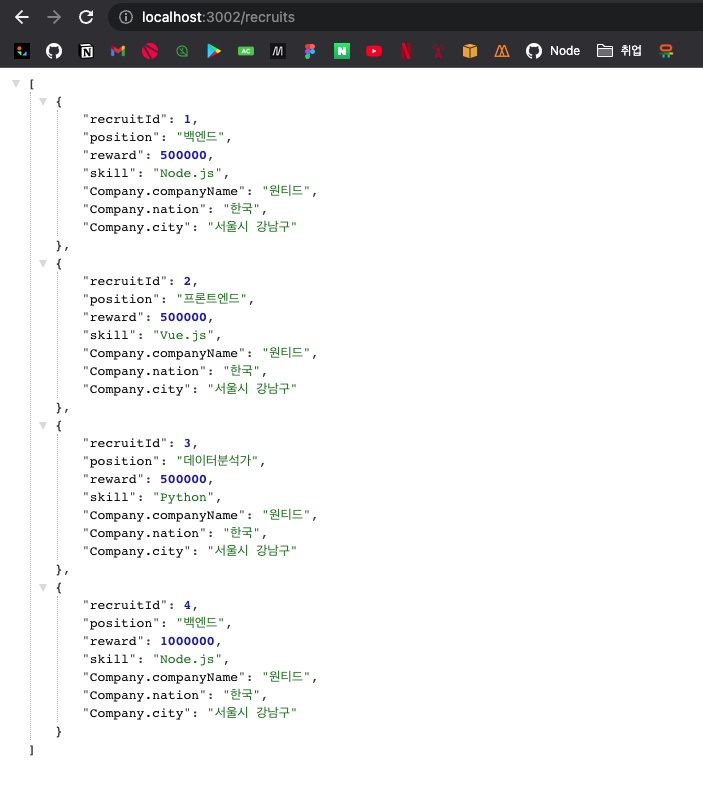 localhost:3002/recruits
AC
N
Node
취업
[
{
"recruitId": 1,
"position": "백엔드",
"reward": 500000,
"skill": "Node.js",
"Company.companyName": "원티드",
"Company.nation": "한국",
"Company.city": "서울시 강남구"
},
{
"recruitId": 2,
"position": "프론트엔드",
"reward": 500000,
"skill": "Vue.js",
"Company.companyName": "원티드",
"Company.nation": "한국",
"Company.city": "서울시 강남구"
},
{
"recruitId": 3,
"position": "데이터분석가",
"reward": 500000,
"skill": "Python",
"Company.companyName": "원티드",
"Company.nation": "한국",
"Company.city": "서울시 강남구"
},
{
"recruitId": 4,
"position": "백엔드",
"reward": 1000000,
"skill": "Node.js",
"Company.companyName": "원티드",
"Company.nation": "한국",
"Company.city": "서울시 강남구"
}
]